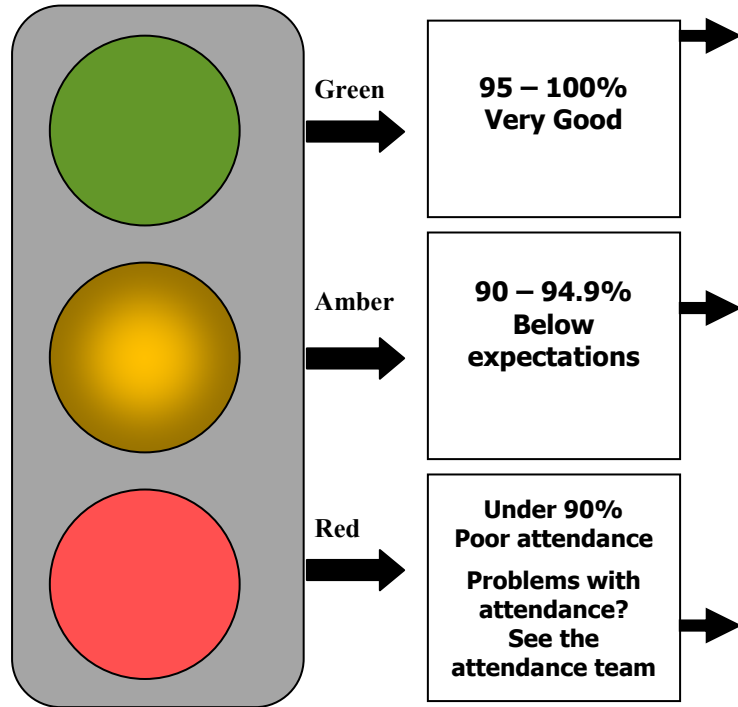 Green
95 – 100%
Very Good
Amber
90 – 94.9%
Below
expectations
Red
Under 90%
Poor attendance
Problems with
attendance?
See the
attendance team